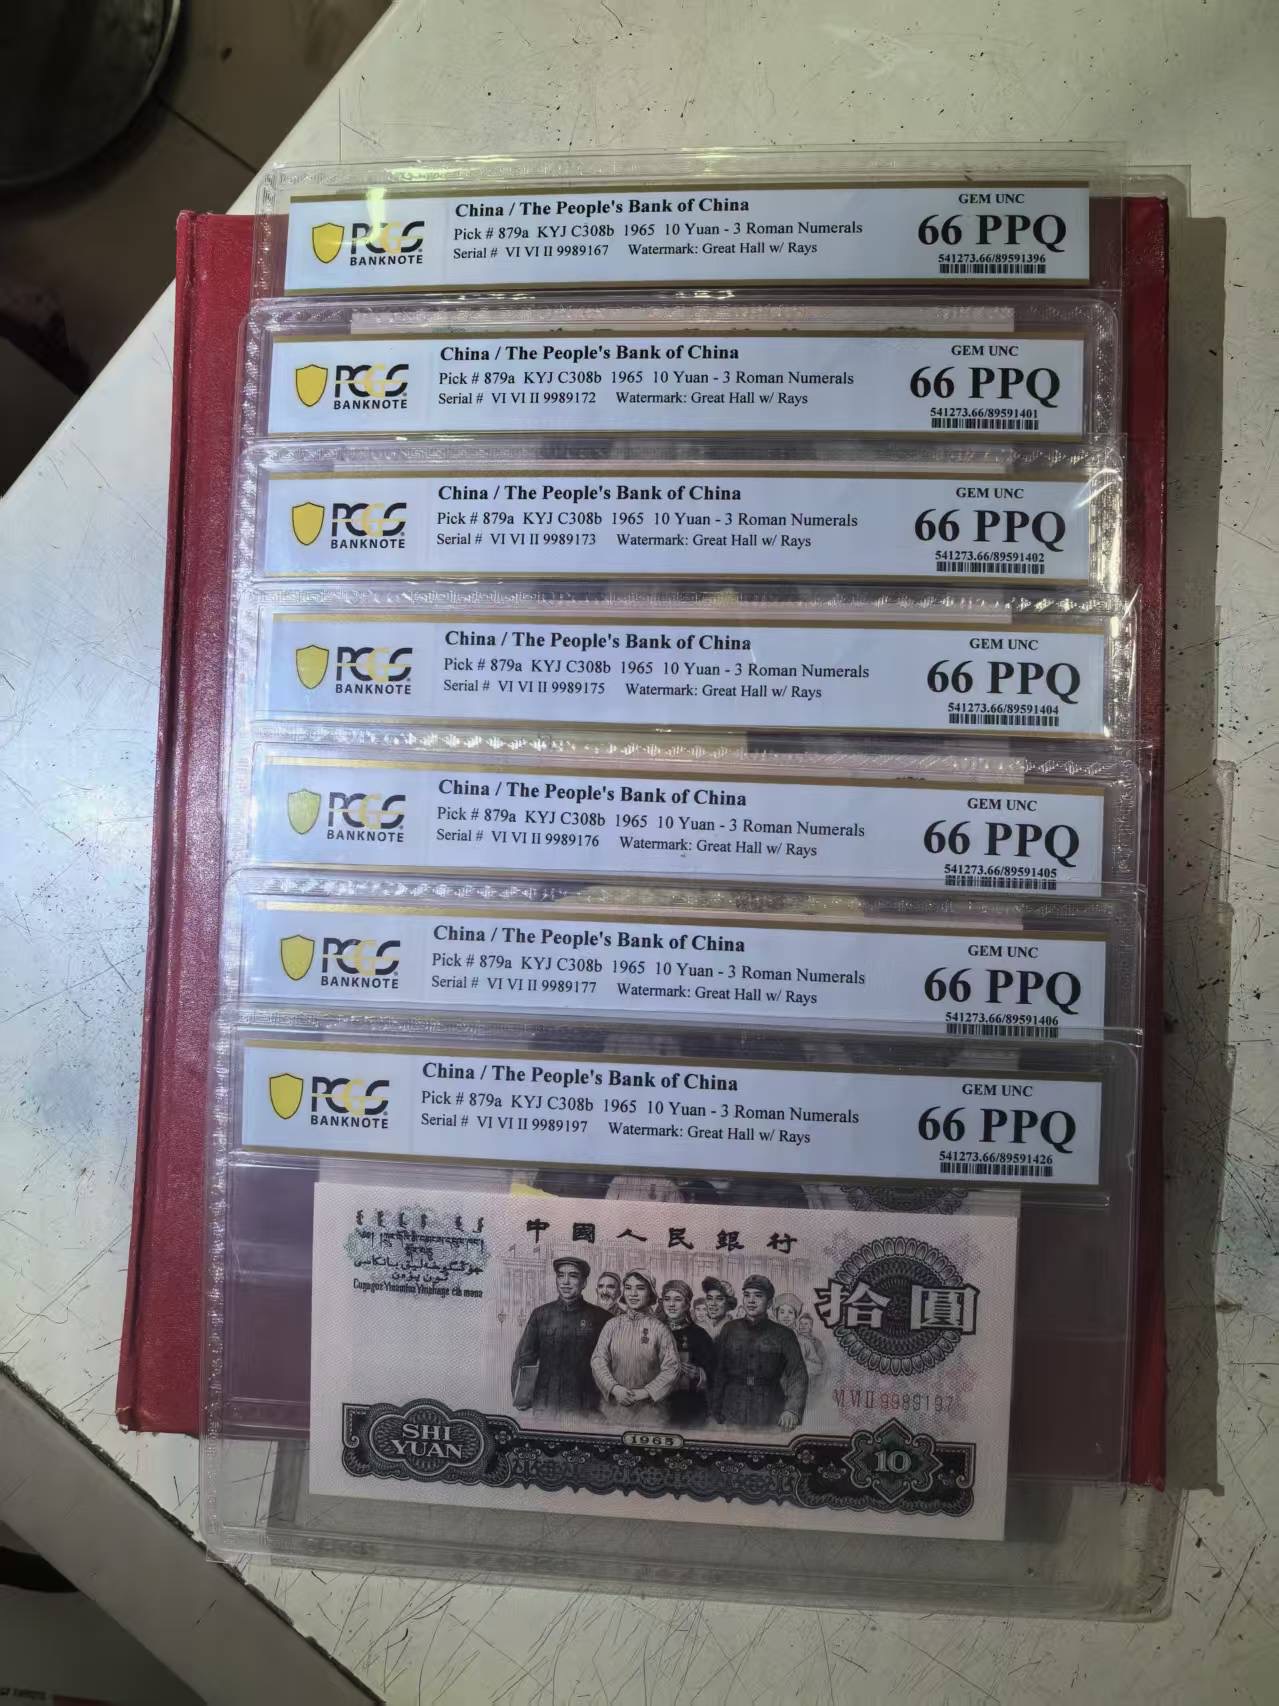 PCGS
BANKNOTE
China / The People's Bank of China
Pick # 879a KYJ C308b 1965 10 Yuan - 3 Roman Numerals
Serial # VI VI II 9989167 Watermark: Great Hall w/ Rays
GEM UNC
66 PPQ
541273.66/89591396
PCGS
BANKNOTE
China / The People's Bank of China
Pick # 879a KYJ C308b 1965 10 Yuan - 3 Roman Numerals
Serial # VI VI II 9989172 Watermark: Great Hall w/ Rays
GEM UNC
66 PPQ
541273.66/89591401
PCGS
BANKNOTE
China / The People's Bank of China
Pick # 879a KYJ C308b 1965 10 Yuan - 3 Roman Numerals
Serial # VI VI II 9989173 Watermark: Great Hall w/ Rays
GEM UNC
66 PPQ
541273.66/89591402
PCGS
BANKNOTE
China / The People's Bank of China
Pick # 879a KYJ C308b 1965 10 Yuan - 3 Roman Numerals
Serial # VI VI II 9989175 Watermark: Great Hall w/ Rays
GEM UNC
66 PPQ
541273.66/89591404
PCGS
BANKNOTE
China / The People's Bank of China
Pick # 879a KYJ C308b 1965 10 Yuan - 3 Roman Numerals
Serial # VI VI II 9989176 Watermark: Great Hall w/ Rays
GEM UNC
66 PPQ
541273.66/89591405
PCGS
BANKNOTE
China / The People's Bank of China
Pick # 879a KYJ C308b 1965 10 Yuan - 3 Roman Numerals
Serial # VI VI II 9989177 Watermark: Great Hall w/ Rays
GEM UNC
66 PPQ
541273.66/89591406
PCGS
BANKNOTE
China / The People's Bank of China
Pick # 879a KYJ C308b 1965 10 Yuan - 3 Roman Numerals
Serial # VI VI II 9989197 Watermark: Great Hall w/ Rays
GEM UNC
66 PPQ
541273.66/89591426
中國人民銀行
拾圓
VI VI II 9989197
SHI
YUAN
1965
10